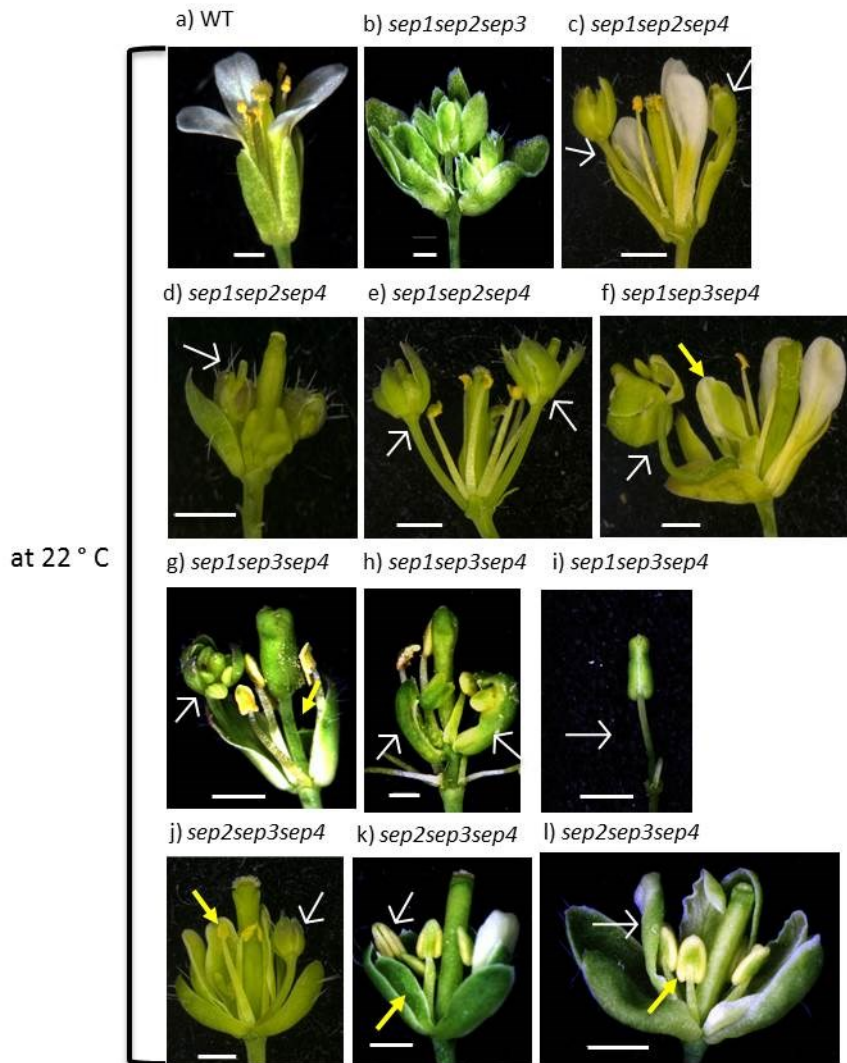 a) WT
b) sep1sep2sep3
c) sep1sep2sep4
d) sep1sep2sep4
e) sep1sep2sep4
f) sep1sep3sep4
at 22 ° C
g) sep1sep3sep4
h) sep1sep3sep4
i) sep1sep3sep4
j) sep2sep3sep4
k) sep2sep3sep4
l) sep2sep3sep4